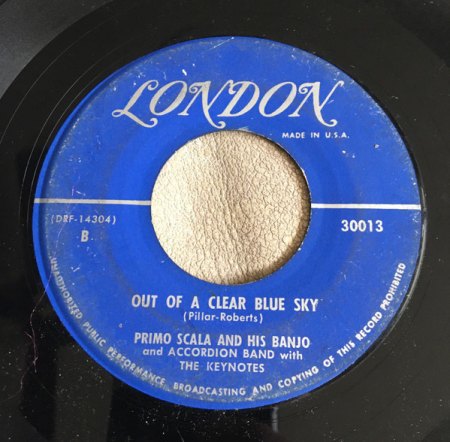 LONDON
MADE IN U.S.A.
(DRF-14304)
B
30013
OUT OF A CLEAR BLUE SKY
(Pillar-Roberts)
PRIMO SCALA AND HIS BANJO
and ACCORDION BAND with
THE KEYNOTES
UNAUTHORIZED PUBLIC PERFORMANCE, BROADCASTING AND COPYING OF THIS RECORD PROHIBITED